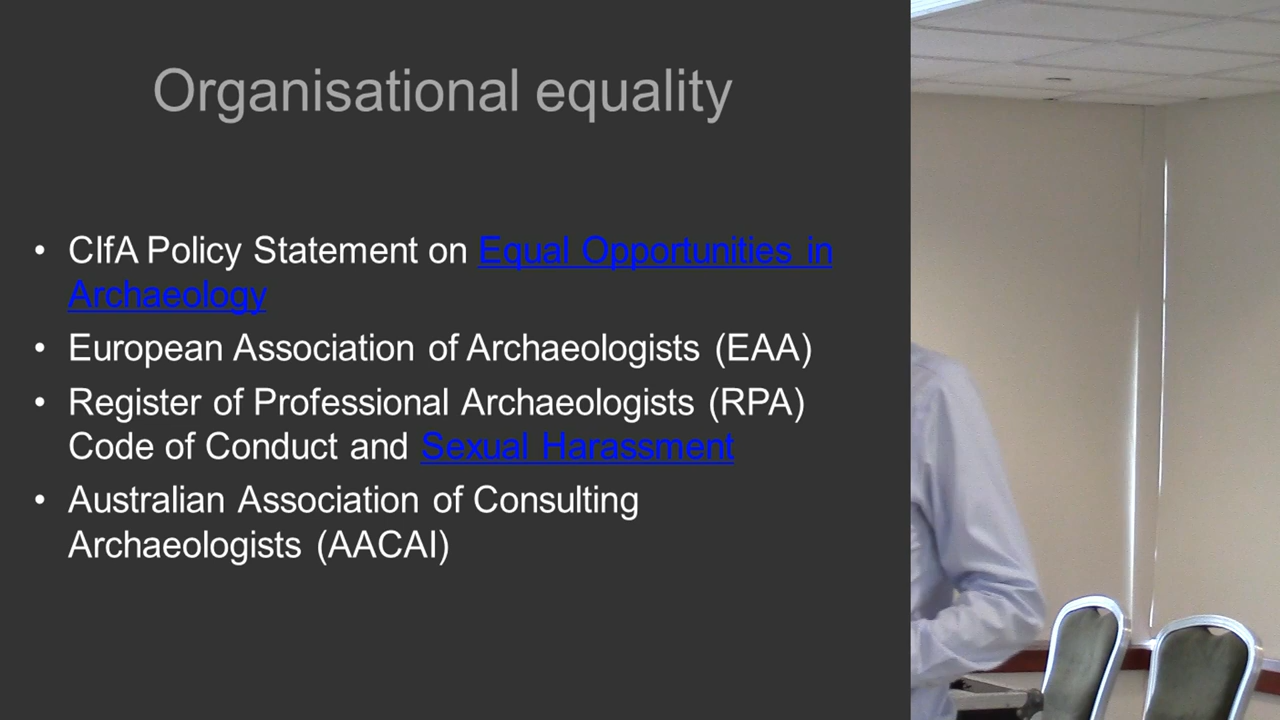 Organisational equality
• CIfA Policy Statement on Equal Opportunities in
Archaeology
• European Association of Archaeologists (EAA)
• Register of Professional Archaeologists (RPA)
Code of Conduct and Sexual Harassment
• Australian Association of Consulting
Archaeologists (AACAI)